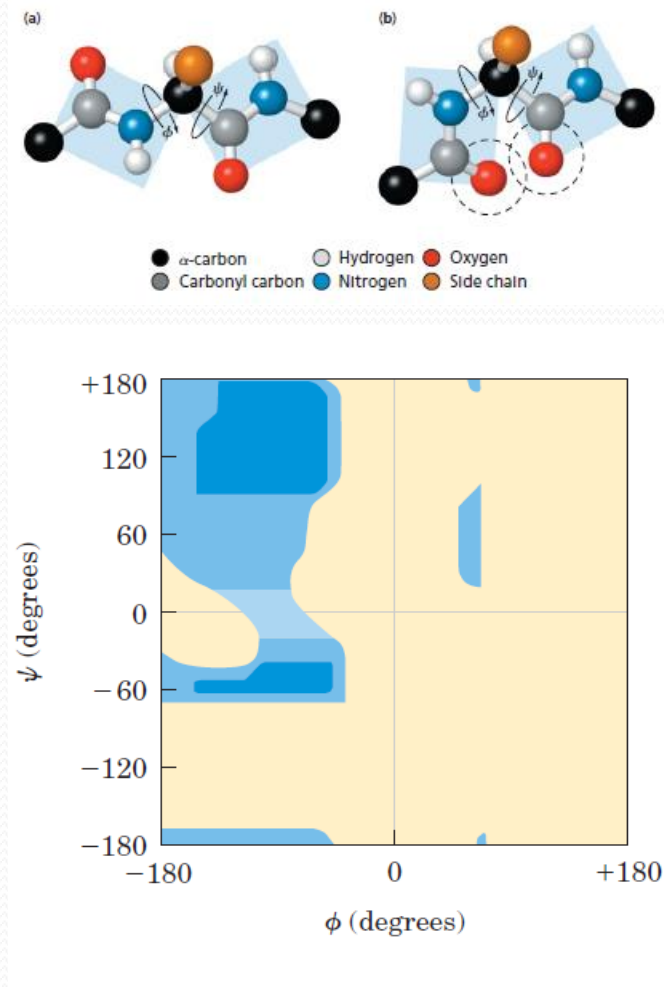 (a)
(b)
ϕ
ψ
ϕ
ψ
α-carbon Hydrogen Oxygen
Carbonyl carbon Nitrogen Side chain
+180
120
60
0
−60
−120
−180
ψ (degrees)
−180 0 +180
ϕ (degrees)